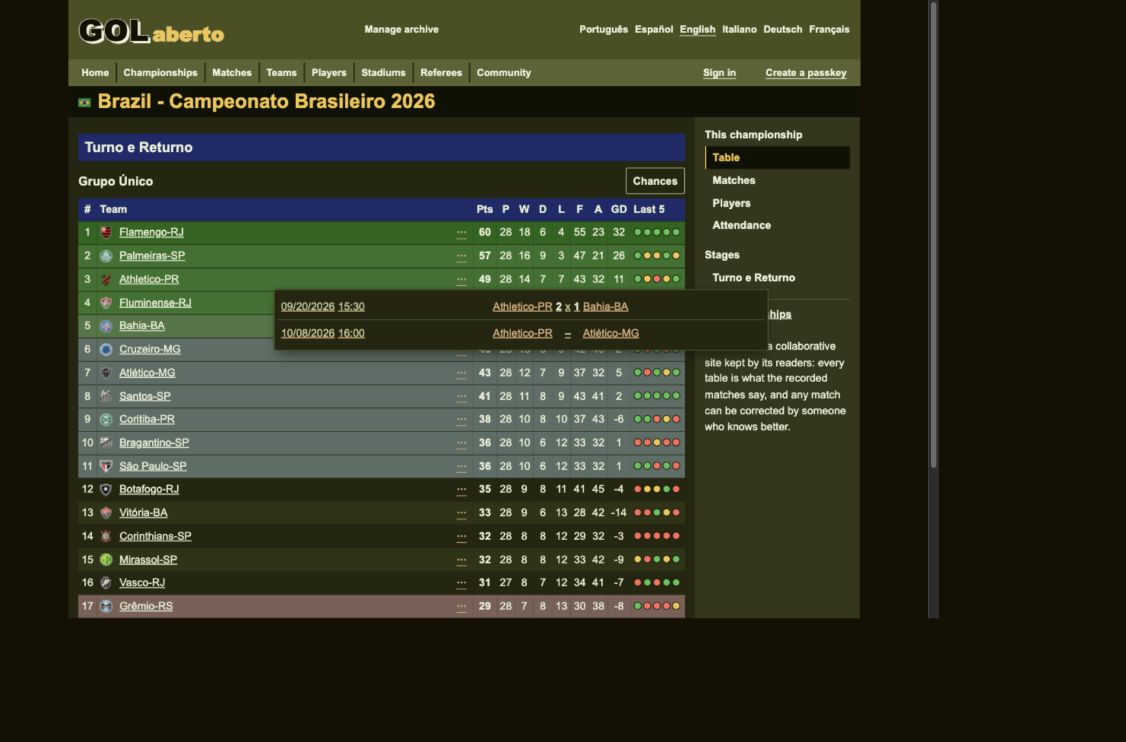 GOL aberto
Manage archive
Português Español English Italiano Deutsch Français
Home Championships Matches Teams Players Stadiums Referees Community
Sign in Create a passkey
Brazil - Campeonato Brasileiro 2026
Turno e Returno
Grupo Único
Chances
# Team Pts P W D L F A GD Last 5
1 Flamengo-RJ ... 60 28 18 6 4 55 23 32
2 Palmeiras-SP ... 57 28 16 9 3 47 21 26
3 Athletico-PR ... 49 28 14 7 7 43 32 11
4 Fluminense-RJ
5 Bahia-BA
09/20/2026 15:30 Athletico-PR 2 x 1 Bahia-BA
10/08/2026 16:00 Athletico-PR – Atlético-MG
6 Cruzeiro-MG
7 Atlético-MG ... 43 28 12 7 9 37 32 5
8 Santos-SP ... 41 28 11 8 9 43 41 2
9 Coritiba-PR ... 38 28 10 8 10 37 43 -6
10 Bragantino-SP ... 36 28 10 6 12 33 32 1
11 São Paulo-SP ... 36 28 10 6 12 33 32 1
12 Botafogo-RJ ... 35 28 9 8 11 41 45 -4
13 Vitória-BA ... 33 28 9 6 13 28 42 -14
14 Corinthians-SP ... 32 28 8 8 12 29 32 -3
15 Mirassol-SP ... 32 28 8 8 12 33 42 -9
16 Vasco-RJ ... 31 27 8 7 12 34 41 -7
17 Grêmio-RS ... 29 28 7 8 13 30 38 -8
This championship
Table
Matches
Players
Attendance
Stages
Turno e Returno
a collaborative
site kept by its readers: every
table is what the recorded
matches say, and any match
can be corrected by someone
who knows better.